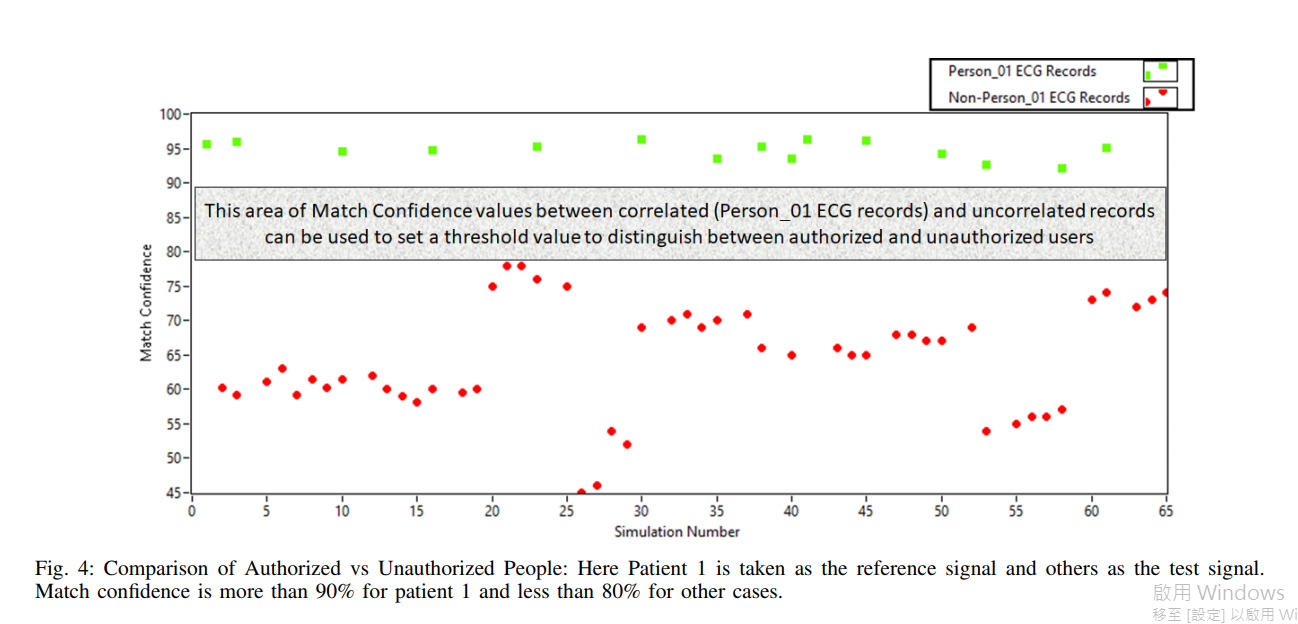 Person_01 ECG Records
Non-Person_01 ECG Records
100
95
90
85
80
75
70
65
60
55
50
45
Match Confidence
This area of Match Confidence values between correlated (Person_01 ECG records) and uncorrelated records
can be used to set a threshold value to distinguish between authorized and unauthorized users
0 5 10 15 20 25 30 35 40 45 50 55 60 65
Simulation Number
Fig. 4: Comparison of Authorized vs Unauthorized People: Here Patient 1 is taken as the reference signal and others as the test signal.
Match confidence is more than 90% for patient 1 and less than 80% for other cases.
啟用 Windows
移至 [設定] 以啟用 Wi